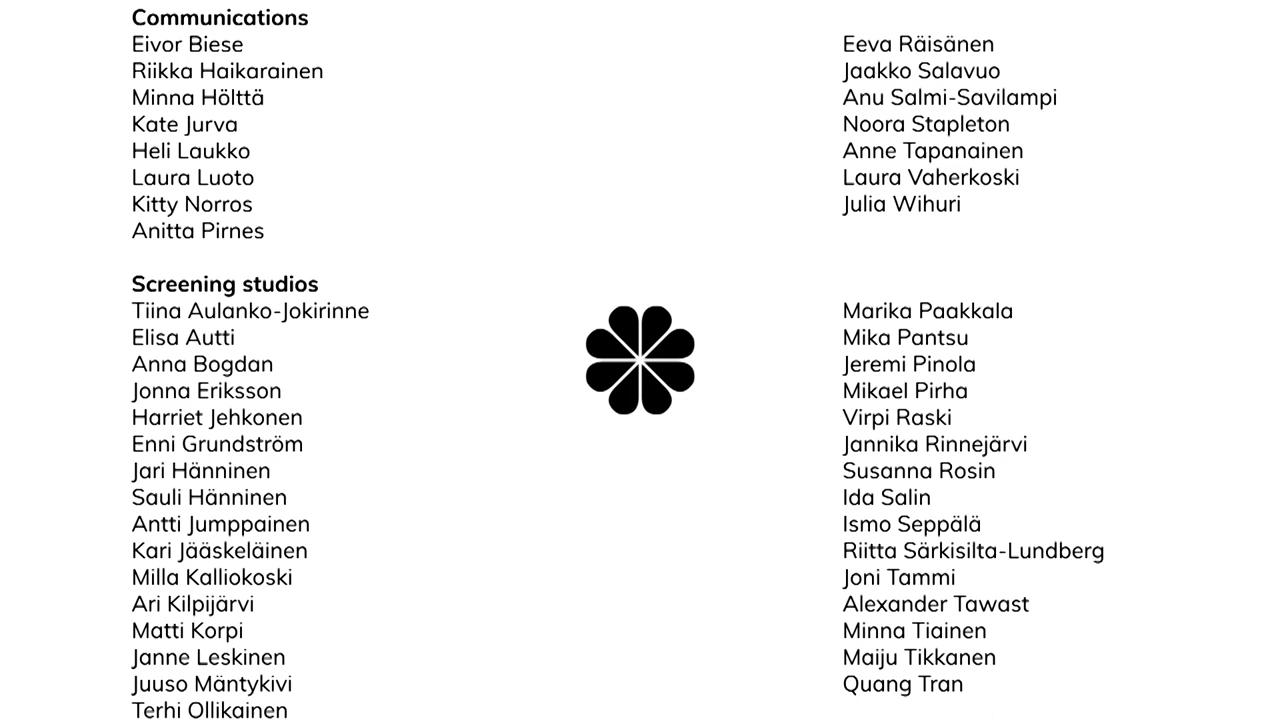 Communications
Eivor Biese
Riikka Haikarainen
Minna Hölttä
Kate Jurva
Heli Laukko
Laura Luoto
Kitty Norros
Anitta Pirnes
Eeva Räisänen
Jaakko Salavuo
Anu Salmi-Savilampi
Noora Stapleton
Anne Tapanainen
Laura Vaherkoski
Julia Wihuri
Screening studios
Tiina Aulanko-Jokirinne
Elisa Autti
Anna Bogdan
Jonna Eriksson
Harriet Jehkonen
Enni Grundström
Jari Hänninen
Sauli Hänninen
Antti Jumppainen
Kari Jääskeläinen
Milla Kalliokoski
Ari Kilpijärvi
Matti Korpi
Janne Leskinen
Juuso Mäntykivi
Terhi Ollikainen
Marika Paakkala
Mika Pantsu
Jeremi Pinola
Mikael Pirha
Virpi Raski
Jannika Rinnejärvi
Susanna Rosin
Ida Salin
Ismo Seppälä
Riitta Särkisilta-Lundberg
Joni Tammi
Alexander Tawast
Minna Tiainen
Maiju Tikkanen
Quang Tran